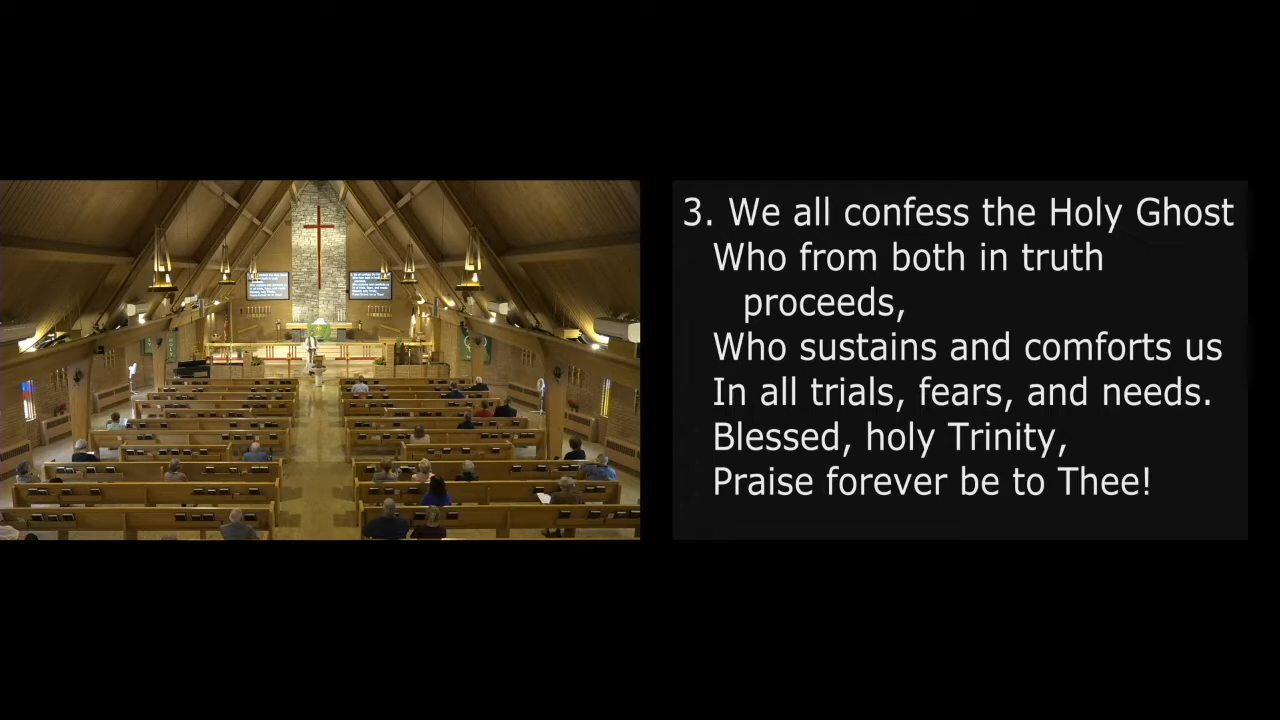 3. We all confess the Holy Ghost
Who from both in truth
proceeds,
Who sustains and comforts us
In all trials, fears, and needs.
Blessed, holy Trinity,
Praise forever be to Thee!